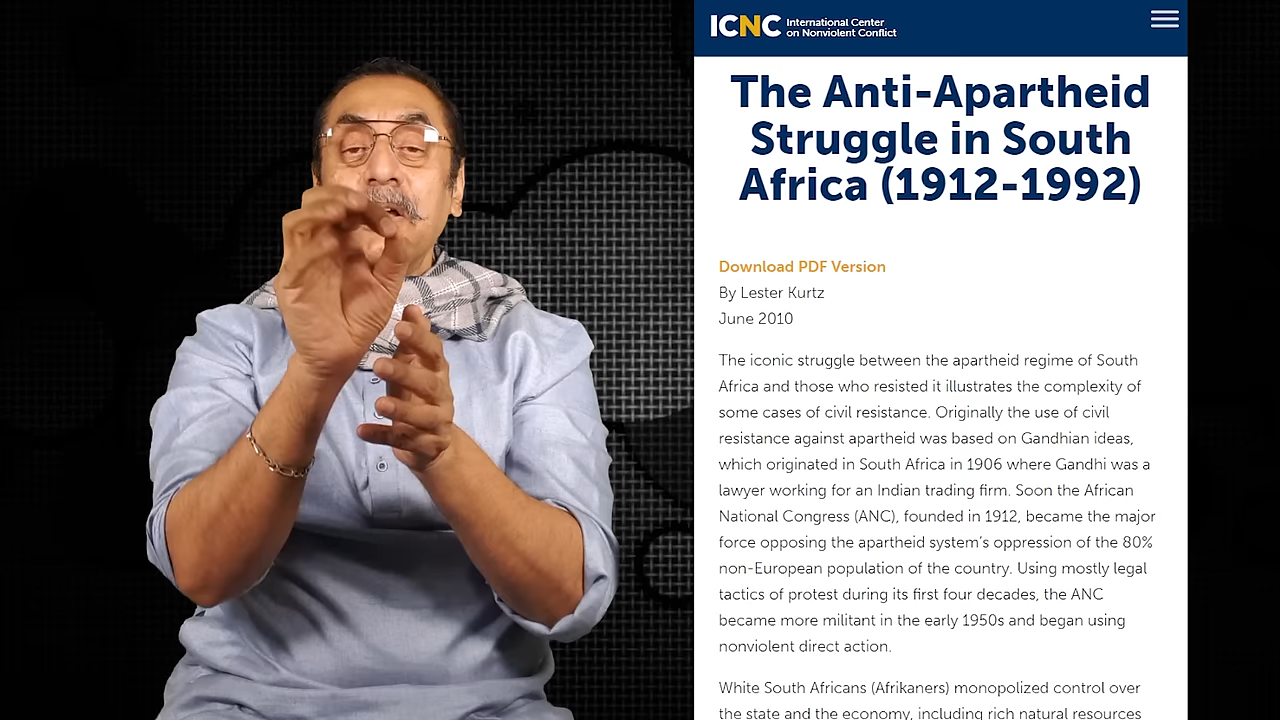 ICNC International Center
on Nonviolent Conflict
The Anti-Apartheid
Struggle in South
Africa (1912-1992)
Download PDF Version
By Lester Kurtz
June 2010
The iconic struggle between the apartheid regime of South
Africa and those who resisted it illustrates the complexity of
some cases of civil resistance. Originally the use of civil
resistance against apartheid was based on Gandhian ideas,
which originated in South Africa in 1906 where Gandhi was a
lawyer working for an Indian trading firm. Soon the African
National Congress (ANC), founded in 1912, became the major
force opposing the apartheid system's oppression of the 80%
non-European population of the country. Using mostly legal
tactics of protest during its first four decades, the ANC
became more militant in the early 1950s and began using
nonviolent direct action.
White South Africans (Afrikaners) monopolized control over
the state and the economy, including rich natural resources